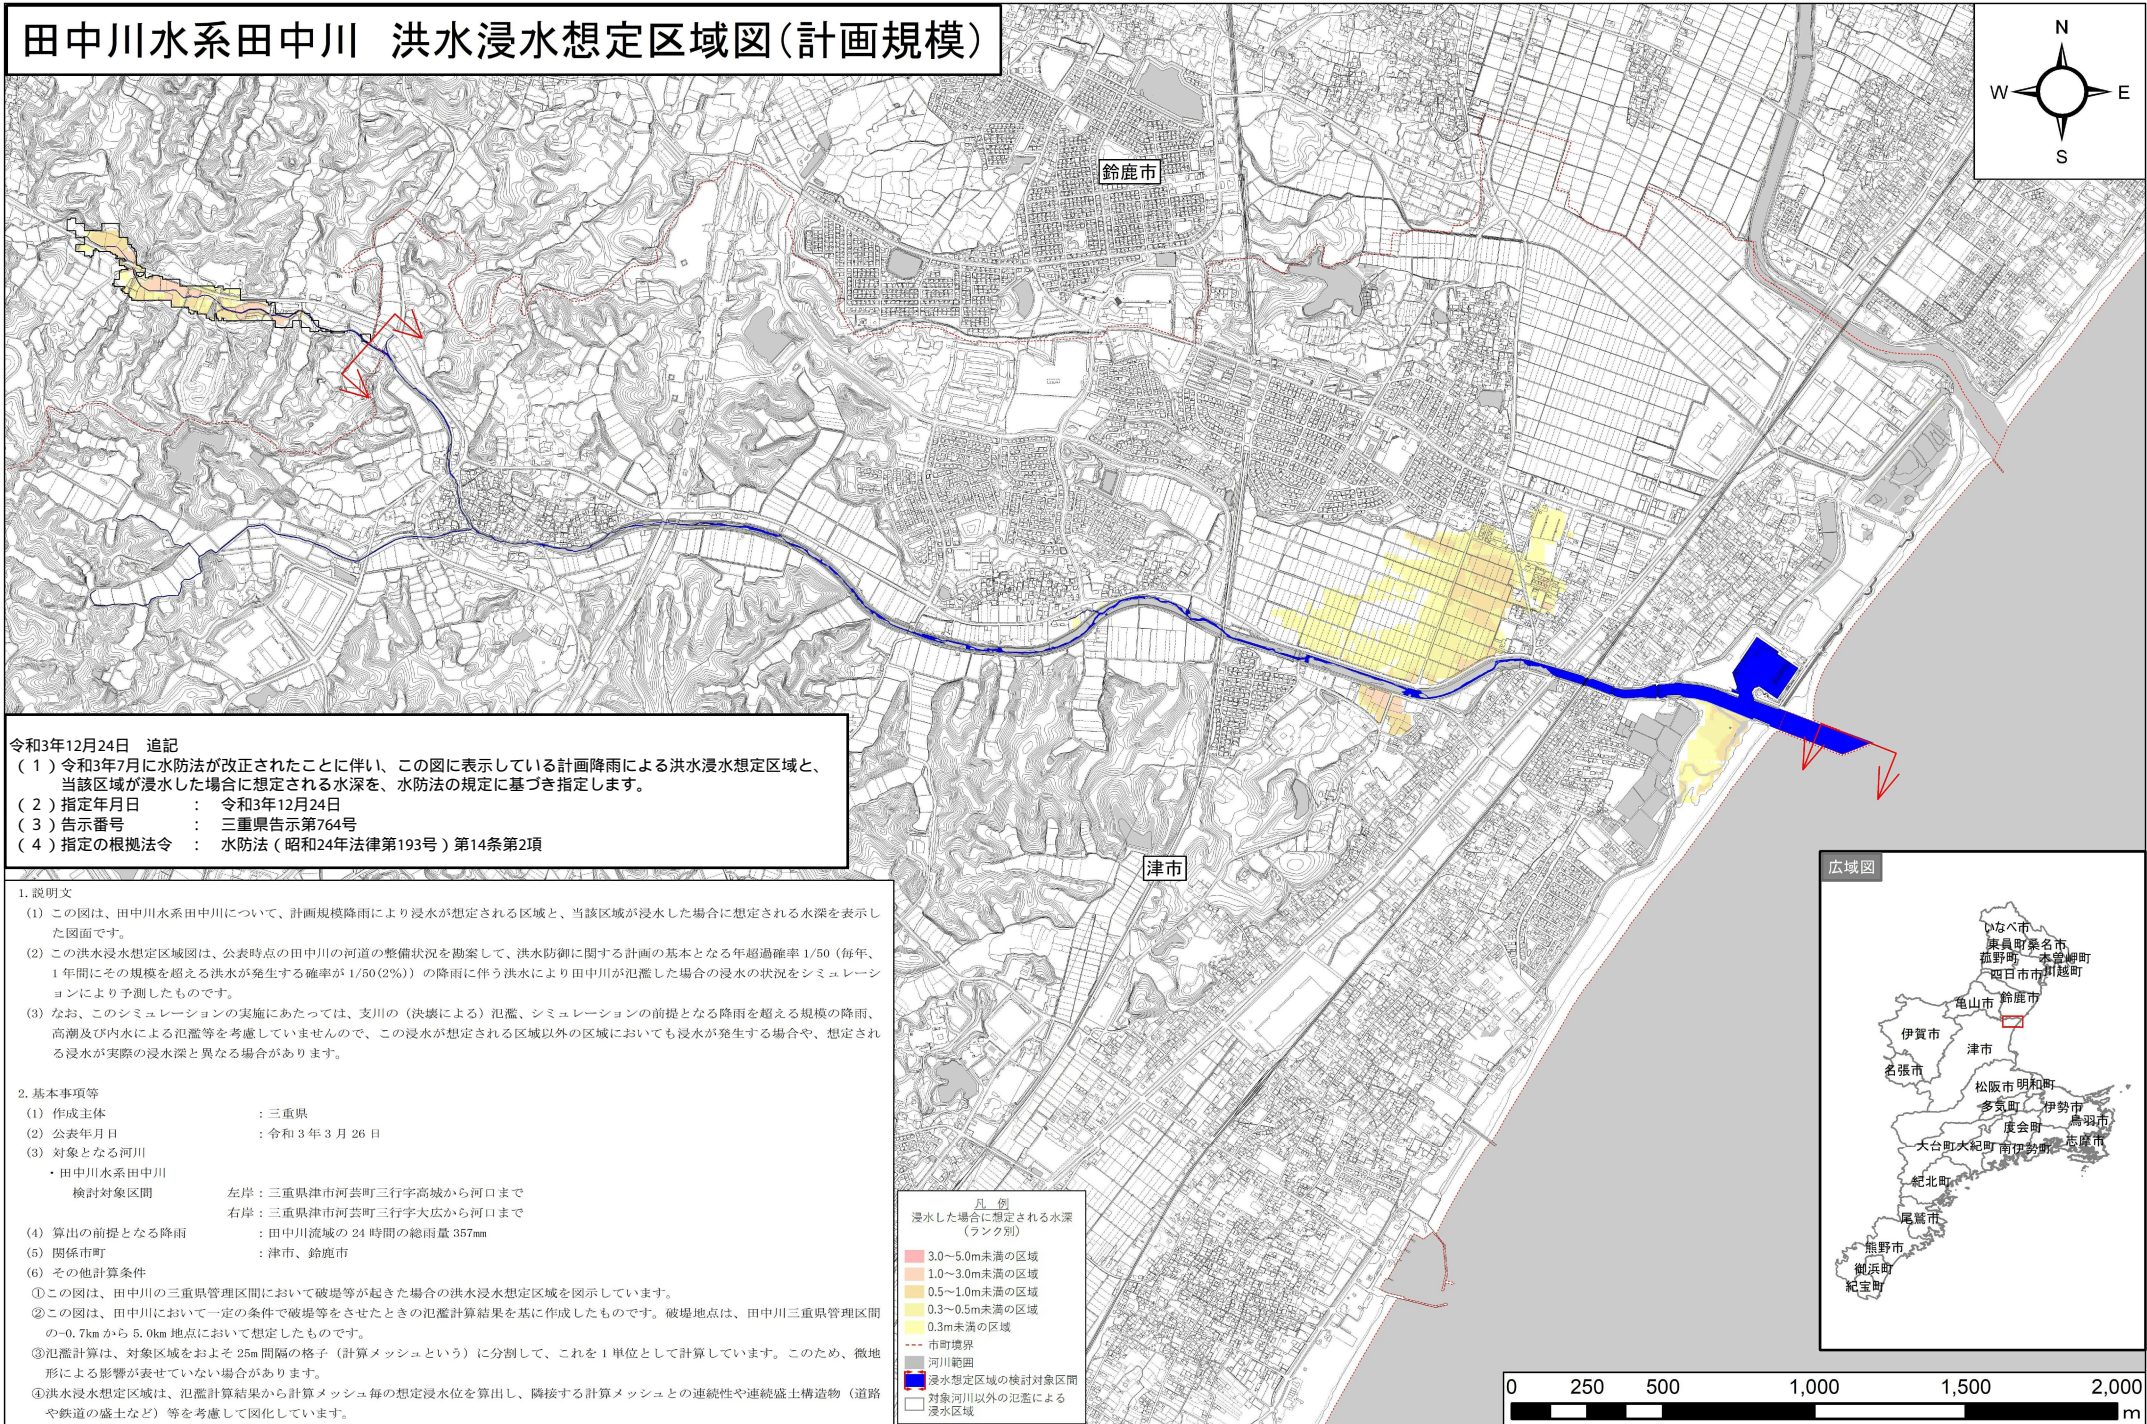 田中川水系田中川　洪水浸水想定区域図(計画規模)
N
W
E
S
鈴鹿市
津市
令和3年12月24日　追記
(1)令和3年7月に水防法が改正されたことに伴い、この図に表示している計画降雨による洪水浸水想定区域と、
当該区域が浸水した場合に想定される水深を、水防法の規定に基づき指定します。
(2)指定年月日　：　令和3年12月24日
(3)告示番号　：　三重県告示第764号
(4)指定の根拠法令　：　水防法(昭和24年法律第193号)第14条第2項
1.説明文
(1) この図は、田中川水系田中川について、計画規模降雨により浸水が想定される区域と、当該区域が浸水した場合に想定される水深を表示し
た図面です。
(2) この洪水浸水想定区域図は、公表時点の田中川の河道の整備状況を勘案して、洪水防御に関する計画の基本となる年超過確率 1/50（毎年、
1 年間にその規模を超える洪水が発生する確率が 1/50(2%)）の降雨に伴う洪水により田中川が氾濫した場合の浸水の状況をシミュレーシ
ョンにより予測したものです。
(3) なお、このシミュレーションの実施にあたっては、支川の（決壊による）氾濫、シミュレーションの前提となる降雨を超える規模の降雨、
高潮及び内水による氾濫等を考慮していませんので、この浸水が想定される区域以外の区域においても浸水が発生する場合や、想定され
る浸水が実際の浸水深と異なる場合があります。
2.基本事項等
(1) 作成主体　：三重県
(2) 公表年月日　：令和 3 年 3 月 26 日
(3) 対象となる河川
・田中川水系田中川
検討対象区間　左岸：三重県津市河芸町三行字高城から河口まで
右岸：三重県津市河芸町三行字大広から河口まで
(4) 算出の前提となる降雨　：田中川流域の 24 時間の総雨量 357mm
(5) 関係市町　：津市、鈴鹿市
(6) その他計算条件
①この図は、田中川の三重県管理区間において破堤等が起きた場合の洪水浸水想定区域を図示しています。
②この図は、田中川において一定の条件で破堤等をさせたときの氾濫計算結果を基に作成したものです。破堤地点は、田中川三重県管理区間
の-0.7km から 5.0km 地点において想定したものです。
③氾濫計算は、対象区域をおよそ 25m 間隔の格子（計算メッシュという）に分割して、これを 1 単位として計算しています。このため、微地
形による影響が表せていない場合があります。
④洪水浸水想定区域は、氾濫計算結果から計算メッシュ毎の想定浸水位を算出し、隣接する計算メッシュとの連続性や連続盛土構造物（道路
や鉄道の盛土など）等を考慮して図化しています。
凡　例
浸水した場合に想定される水深
(ランク別)
3.0～5.0m未満の区域
1.0～3.0m未満の区域
0.5～1.0m未満の区域
0.3～0.5m未満の区域
0.3m未満の区域
市町境界
河川範囲
浸水想定区域の検討対象区間
対象河川以外の氾濫による
浸水区域
広域図
いなべ市
東員町
桑名市
菰野町
木曽岬町
四日市市
川越町
亀山市
鈴鹿市
伊賀市
津市
名張市
松阪市
明和町
多気町
伊勢市
鳥羽市
度会町
志摩市
大台町
大紀町
南伊勢町
紀北町
尾鷲市
熊野市
御浜町
紀宝町
0 250 500 1,000 1,500 2,000
m